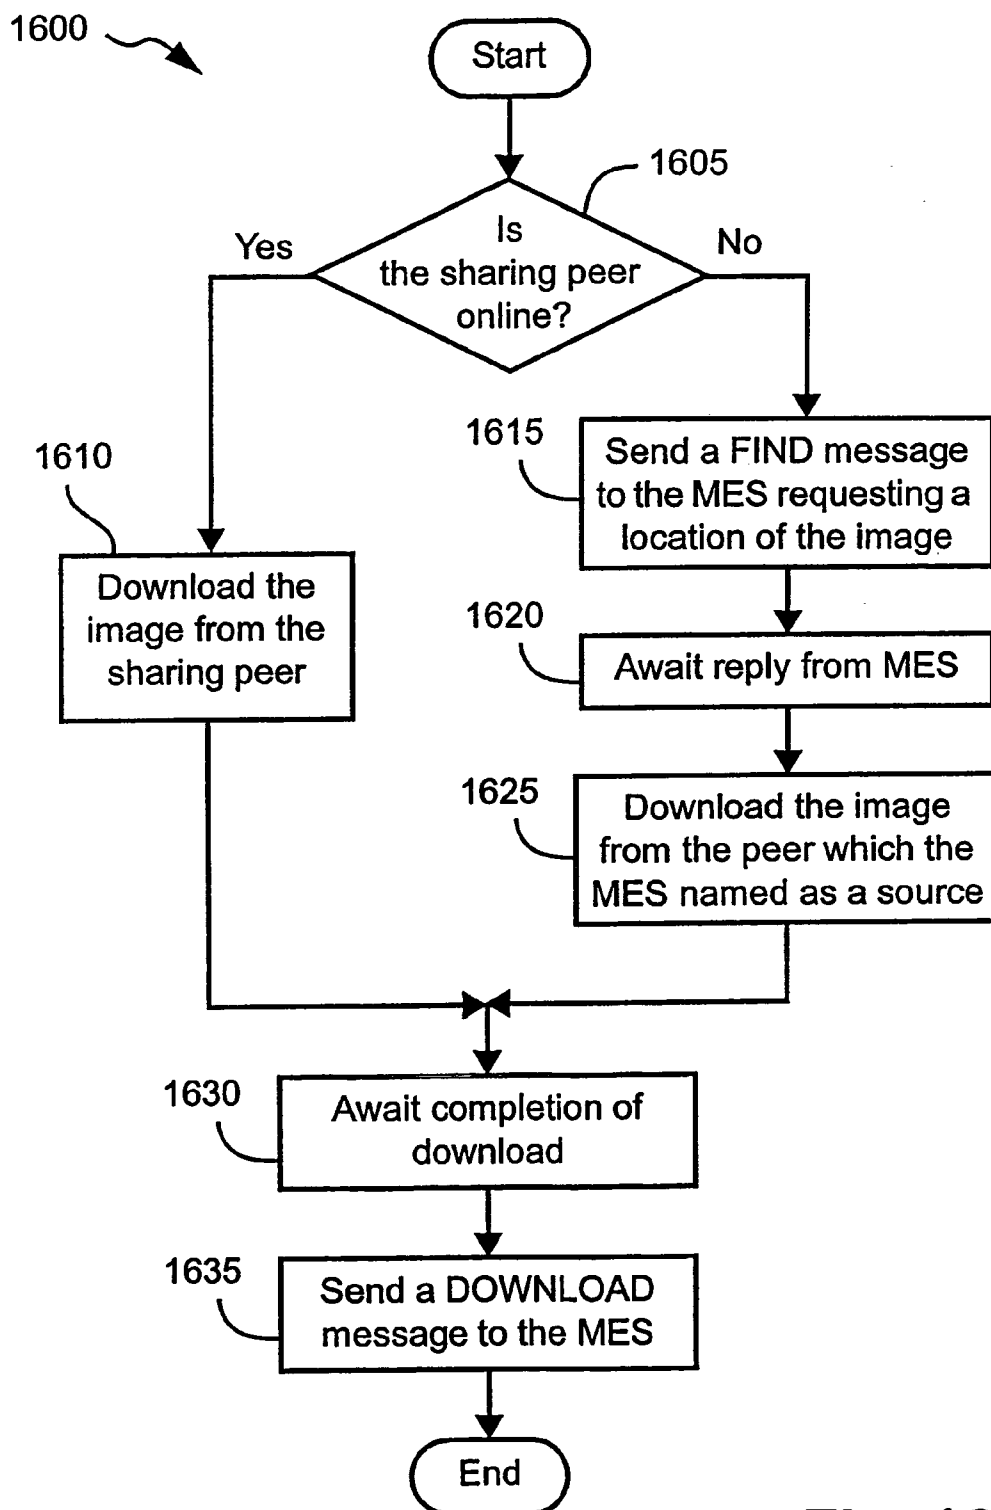 1600
Start
1605
Is
the sharing peer
online?
Yes
No
1610
Download the
image from the
sharing peer
1615
Send a FIND message
to the MES requesting a
location of the image
1620
Await reply from MES
1625
Download the image
from the peer which the
MES named as a source
1630
Await completion of
download
1635
Send a DOWNLOAD
message to the MES
End